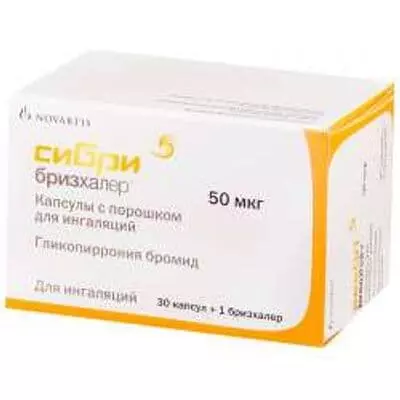 NOVARTIS
сибри
бризхалер
50 мкг
Капсулы с порошком
для ингаляций
Гликопиррония бромид
Для ингаляций
30 капсул + 1 бризхалер